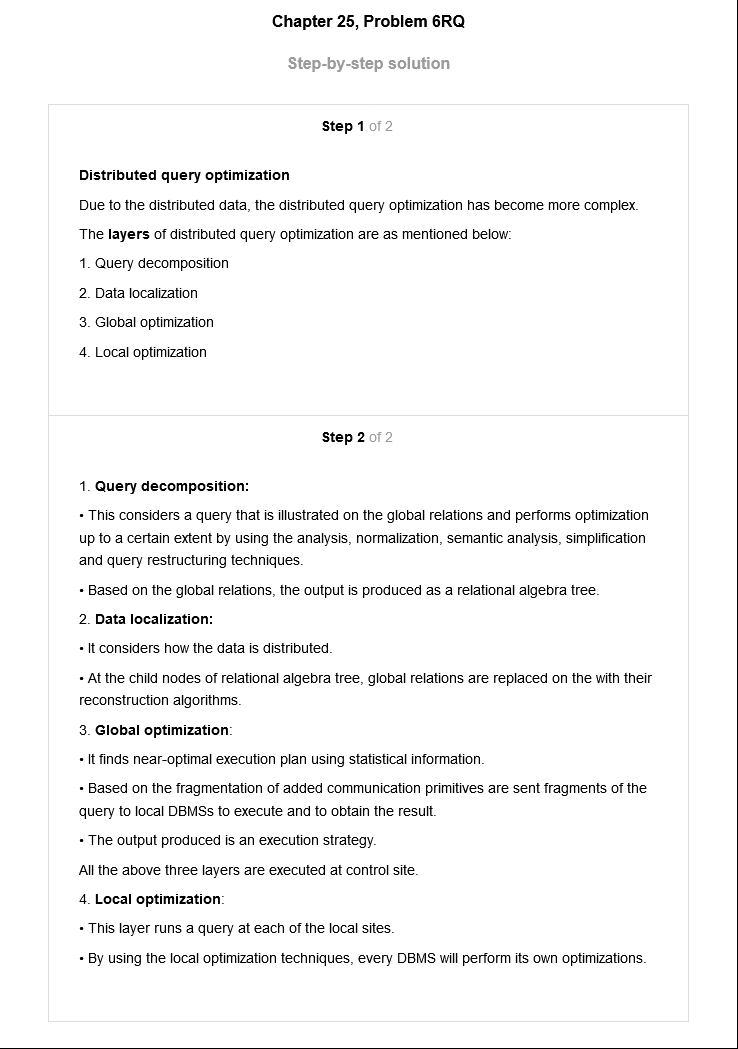 Chapter 25, Problem 6RQ
Step-by-step solution
Step 1 of 2
Distributed query optimization
Due to the distributed data, the distributed query optimization has become more complex.
The layers of distributed query optimization are as mentioned below:
1. Query decomposition
2. Data localization
3. Global optimization
4. Local optimization
Step 2 of 2
1. Query decomposition:
• This considers a query that is illustrated on the global relations and performs optimization
up to a certain extent by using the analysis, normalization, semantic analysis, simplification
and query restructuring techniques.
• Based on the global relations, the output is produced as a relational algebra tree.
2. Data localization:
• It considers how the data is distributed.
• At the child nodes of relational algebra tree, global relations are replaced on the with their
reconstruction algorithms.
3. Global optimization:
• It finds near-optimal execution plan using statistical information.
• Based on the fragmentation of added communication primitives are sent fragments of the
query to local DBMSs to execute and to obtain the result.
• The output produced is an execution strategy.
All the above three layers are executed at control site.
4. Local optimization:
• This layer runs a query at each of the local sites.
• By using the local optimization techniques, every DBMS will perform its own optimizations.